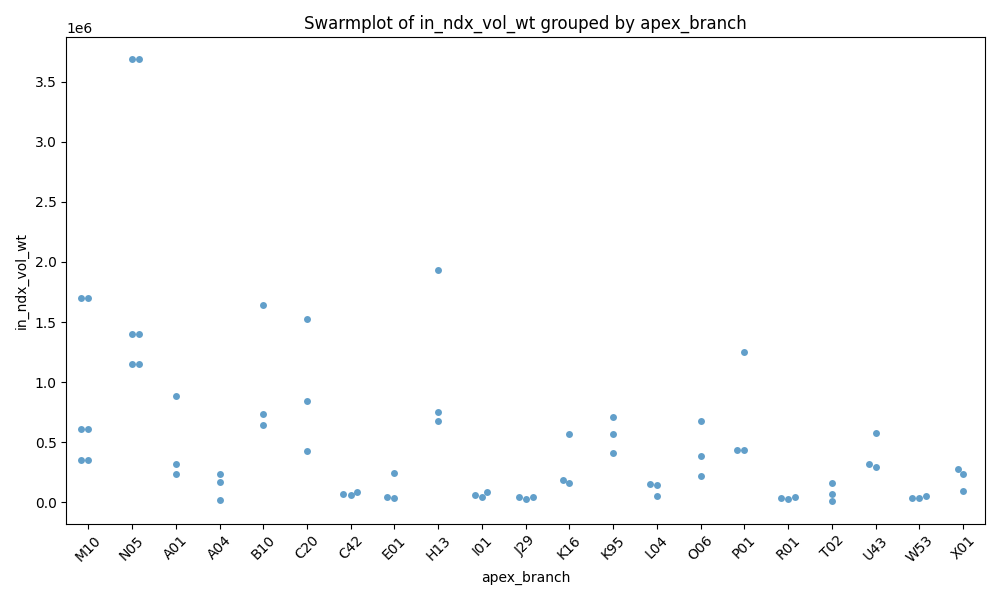 Swarmplot of in_ndx_vol_wt grouped by apex_branch
1e6
3.5
3.0
2.5
2.0
1.5
1.0
0.5
0.0
in_ndx_vol_wt
M10 N05 A01 A04 B10 C20 C42 E01 H13 I01 J29 K16 K95 L04 O06 P01 R01 T02 U43 W53 X01
apex_branch